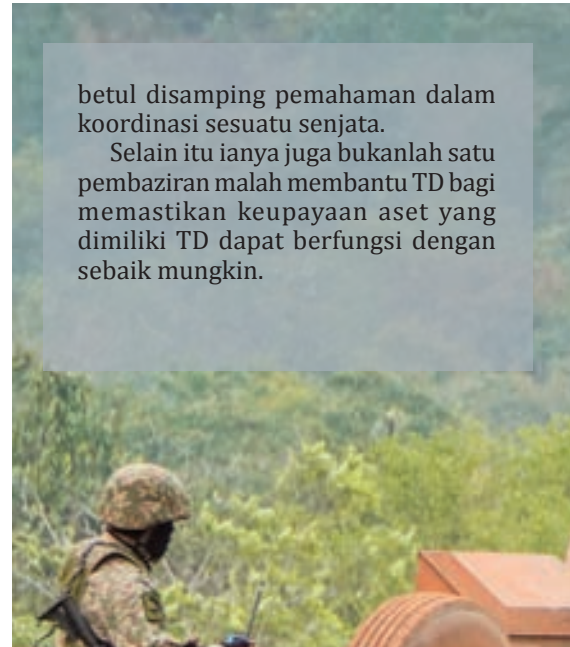 betul disamping pemahaman dalam
koordinasi sesuatu senjata.
Selain itu ianya juga bukanlah satu
pembaziran malah membantu TD bagi
memastikan keupayaan aset yang
dimiliki TD dapat berfungsi dengan
sebaik mungkin.